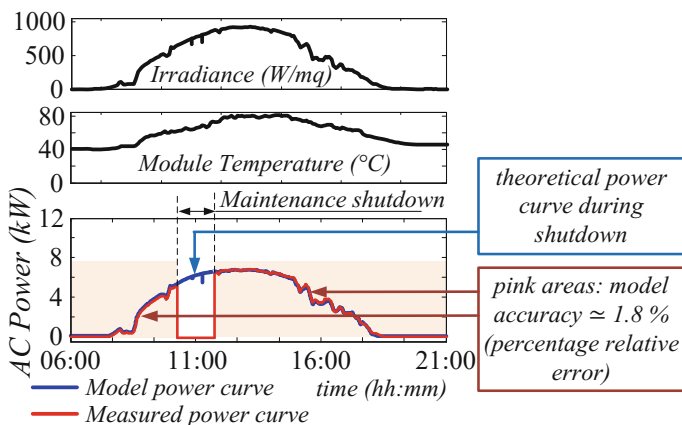 1000
500
0
Irradiance (W/mq)
80
40
0
Module Temperature (°C)
Maintenance shutdown
theoretical power
curve during
shutdown
12
8
4
0
AC Power (kW)
pink areas: model
accuracy ≃ 1.8 %
(percentage relative
error)
06:00 11:00 16:00 21:00
Model power curve time (hh:mm)
Measured power curve